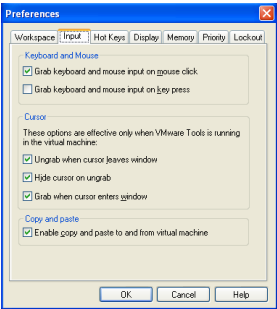 Preferences
Workspace Input Hot Keys Display Memory Priority Lockout
Keyboard and Mouse
Grab keyboard and mouse input on mouse click
Grab keyboard and mouse input on key press
Cursor
These options are effective only when VMware Tools is running
in the virtual machine:
Ungrab when cursor leaves window
Hide cursor on ungrab
Grab when cursor enters window
Copy and paste
Enable copy and paste to and from virtual machine
OK Cancel Help